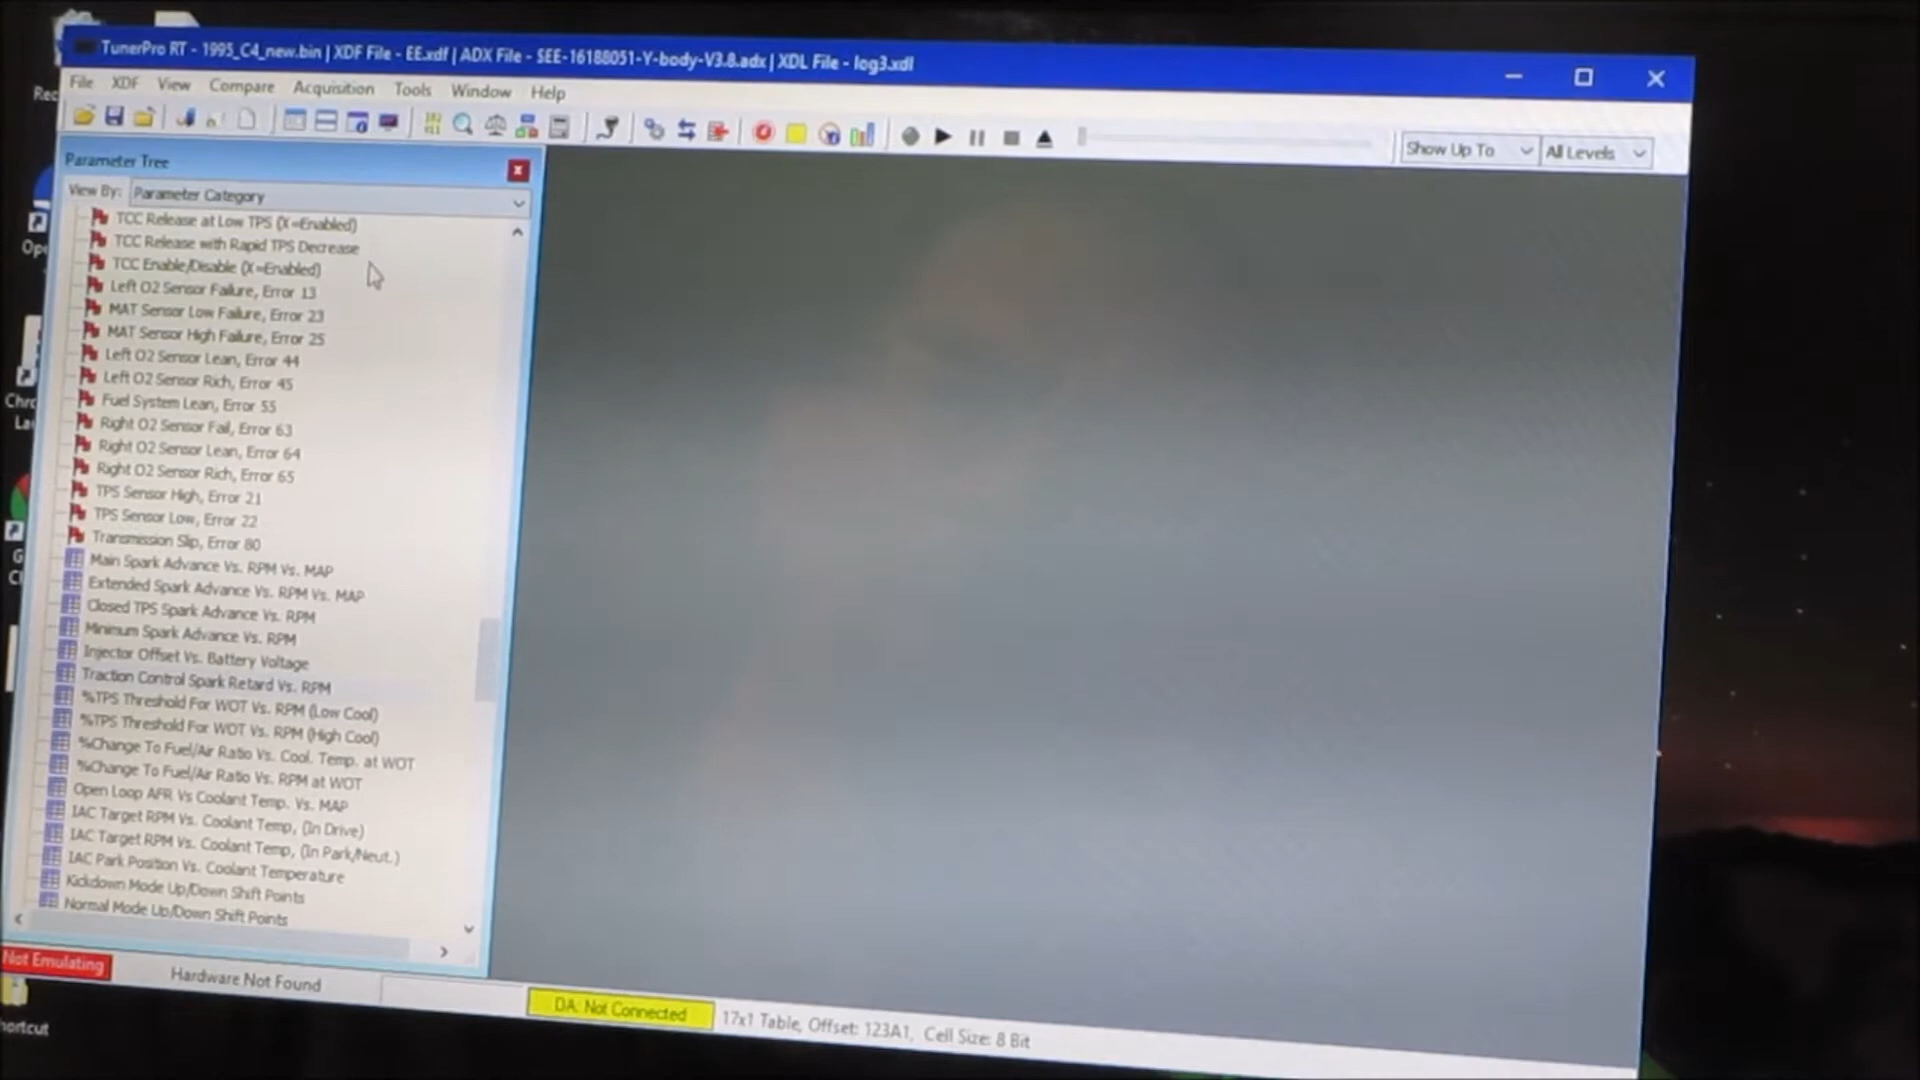 TunerPro RT - 1995_C4_new.bin | XDF File - EE.xdf | ADX File - $EE-16188051-Y-body-V3.8.adx | XDL File - log3.xdl
File XDF View Compare Acquisition Tools Window Help
Show Up To All Levels
Parameter Tree
View By: Parameter Category
TCC Release at Low TPS (X=Enabled)
TCC Release with Rapid TPS Decrease
TCC Enable/Disable (X=Enabled)
Left O2 Sensor Failure, Error 13
MAT Sensor Low Failure, Error 23
MAT Sensor High Failure, Error 25
Left O2 Sensor Lean, Error 44
Left O2 Sensor Rich, Error 45
Fuel System Lean, Error 55
Right O2 Sensor Fail, Error 63
Right O2 Sensor Lean, Error 64
Right O2 Sensor Rich, Error 65
TPS Sensor High, Error 21
TPS Sensor Low, Error 22
Transmission Slip, Error 80
Main Spark Advance Vs. RPM Vs. MAP
Extended Spark Advance Vs. RPM Vs. MAP
Closed TPS Spark Advance Vs. RPM
Minimum Spark Advance Vs. RPM
Injector Offset Vs. Battery Voltage
Traction Control Spark Retard Vs. RPM
%TPS Threshold For WOT Vs. RPM (Low Cool)
%TPS Threshold For WOT Vs. RPM (High Cool)
%Change To Fuel/Air Ratio Vs. Cool. Temp. at WOT
%Change To Fuel/Air Ratio Vs. RPM at WOT
Open Loop AFR Vs Coolant Temp. Vs. MAP
IAC Target RPM Vs. Coolant Temp, (In Drive)
IAC Target RPM Vs. Coolant Temp, (In Park/Neut.)
IAC Park Position Vs. Coolant Temperature
Kickdown Mode Up/Down Shift Points
Normal Mode Up/Down Shift Points
Not Emulating Hardware Not Found DA: Not Connected 17x1 Table, Offset: 123A1, Cell Size: 8 Bit